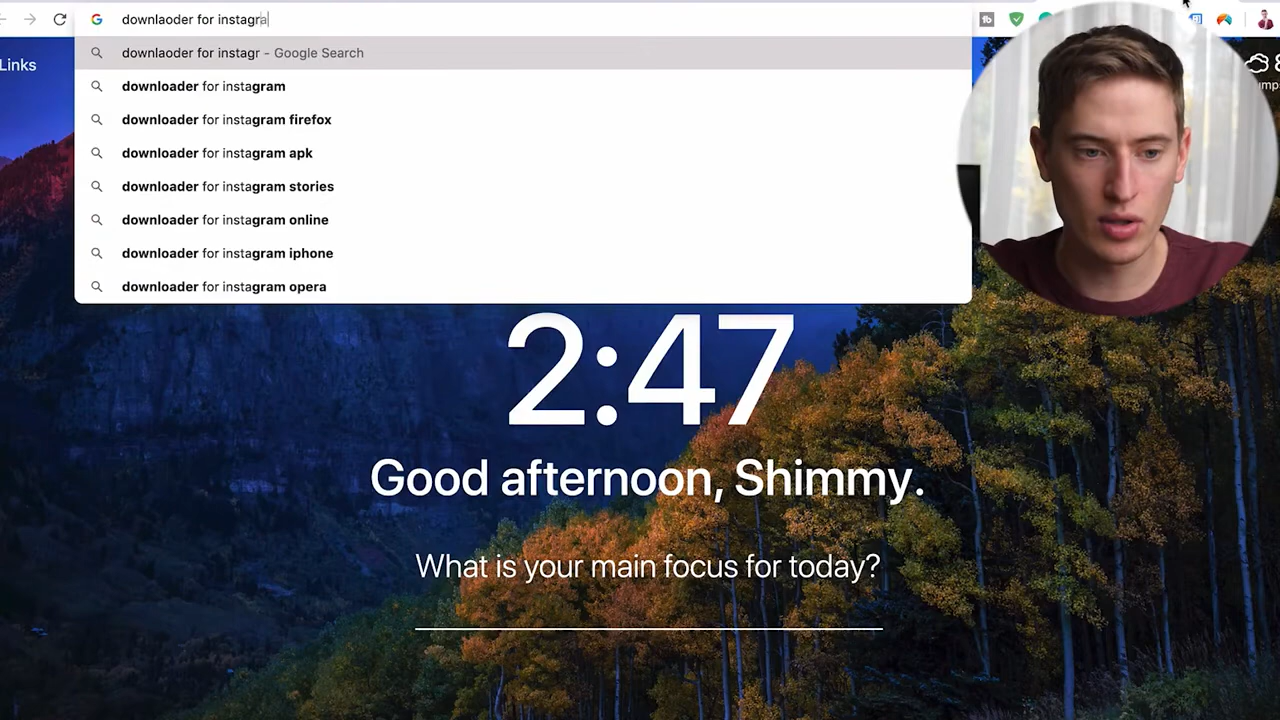 downlaoder for instagra
Links
downlaoder for instagr - Google Search
downloader for instagram
downloader for instagram firefox
downloader for instagram apk
downloader for instagram stories
downloader for instagram online
downloader for instagram iphone
downloader for instagram opera
2:47
Good afternoon, Shimmy.
What is your main focus for today?